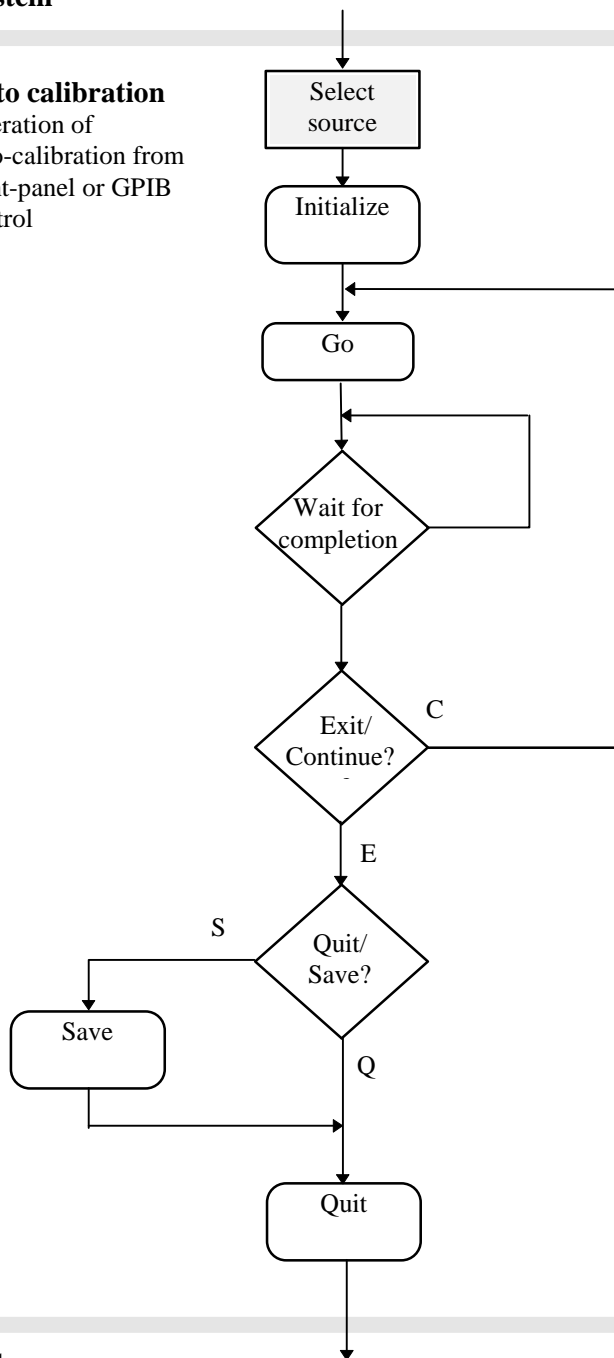 to calibration
eration of
o-calibration from
nt-panel or GPIB
trol
Select
source
Initialize
Go
Wait for
completion
Exit/
Continue?
C
E
Quit/
Save?
S
Save
Q
Quit